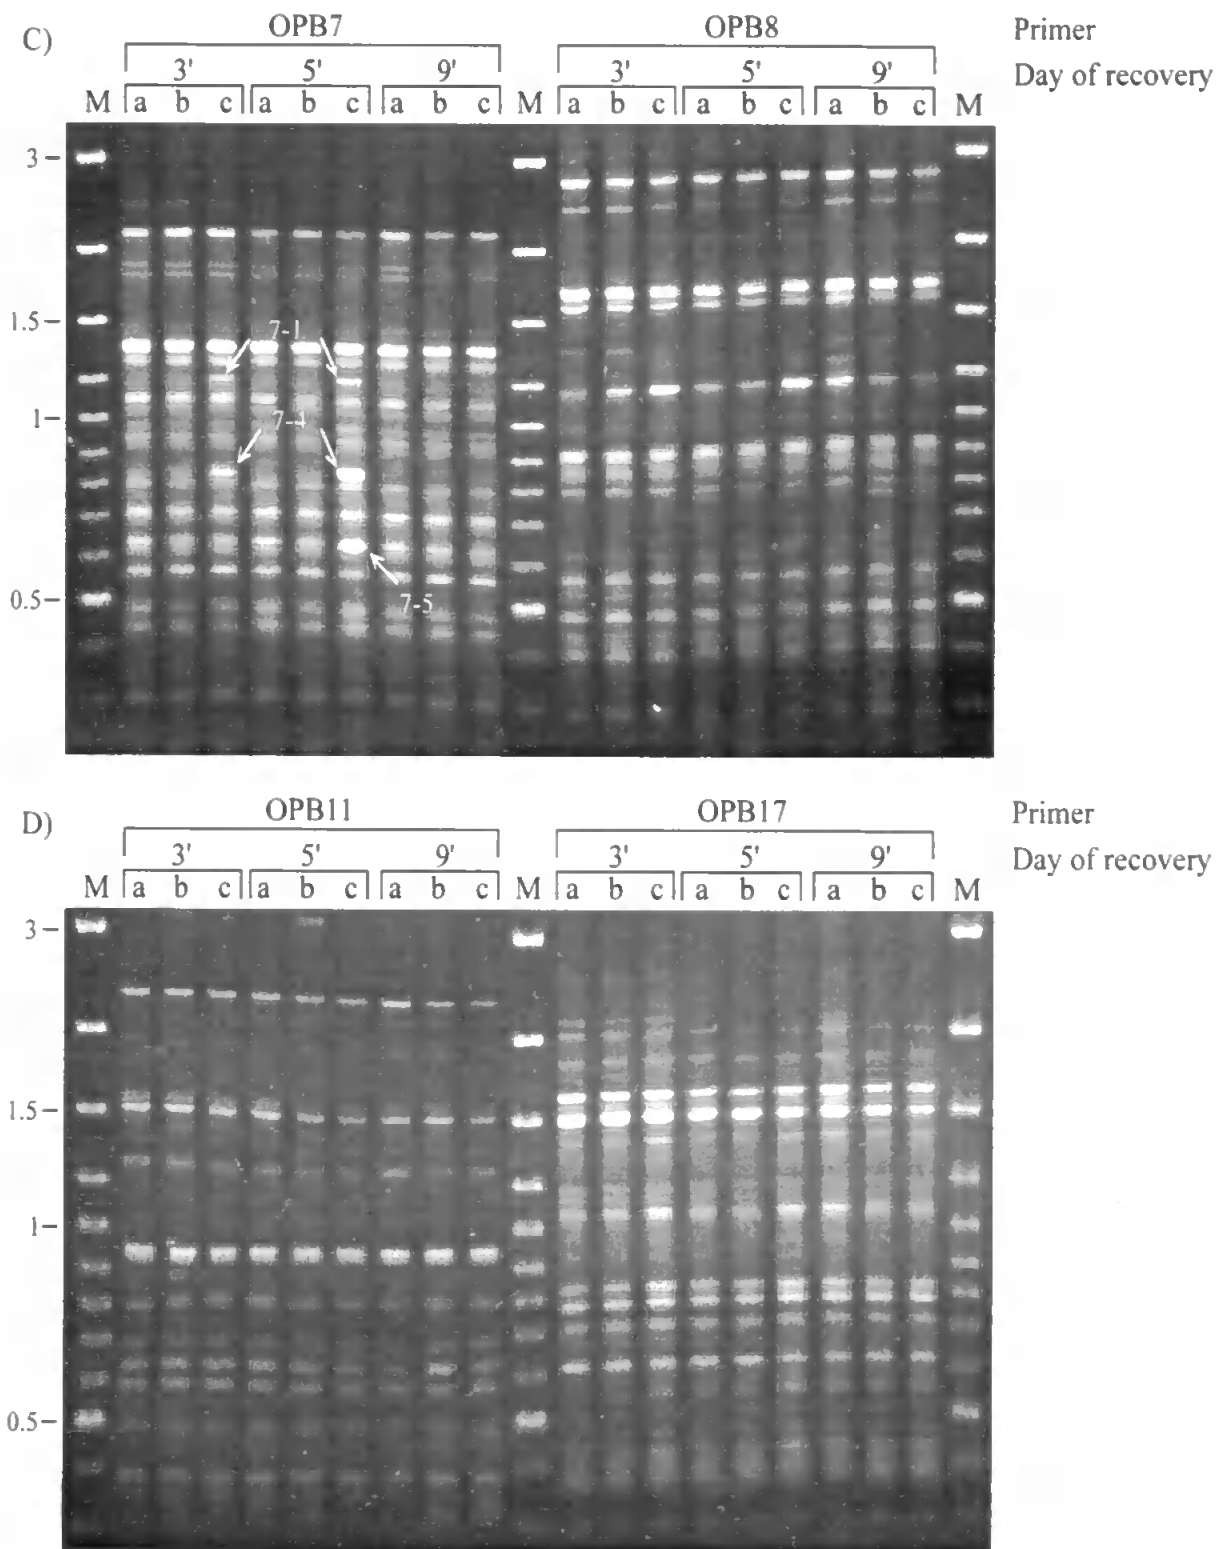 C) OPB7 OPB8 Primer
3' 5' 9' 3' 5' 9' Day of recovery
M a b c a b c a b c M a b c a b c a b c M
3
1.5
7-1
1
7-4
0.5
7-5
D) OPB11 OPB17 Primer
3' 5' 9' 3' 5' 9' Day of recovery
M a b c a b c a b c M a b c a b c a b c M
3
1.5
1
0.5